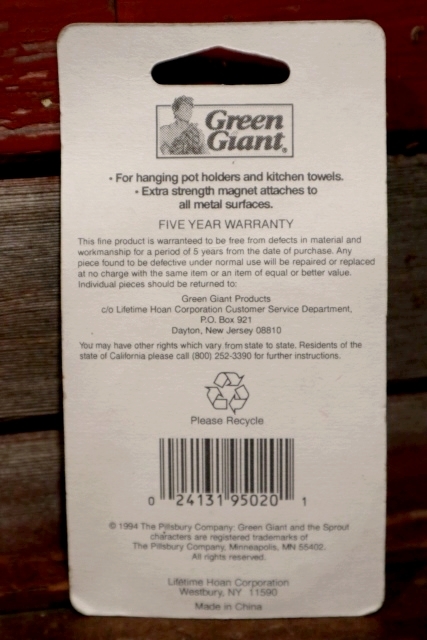 Green
Giant®
• For hanging pot holders and kitchen towels.
• Extra strength magnet attaches to
all metal surfaces.
FIVE YEAR WARRANTY
This fine product is warranteed to be free from defects in material and
workmanship for a period of 5 years from the date of purchase. Any
piece found to be defective under normal use will be repaired or replaced
at no charge with the same item or an item of equal or better value.
Individual pieces should be returned to:
Green Giant Products
c/o Lifetime Hoan Corporation Customer Service Department,
P.O. Box 921
Dayton, New Jersey 08810
You may have other rights which vary from state to state. Residents of the
state of California please call (800) 252-3390 for further instructions.
Please Recycle
0 24131 95020 1
© 1994 The Pillsbury Company: Green Giant and the Sprout
characters are registered trademarks of
The Pillsbury Company, Minneapolis, MN 55402.
All rights reserved.
Lifetime Hoan Corporation
Westbury, NY 11590
Made in China